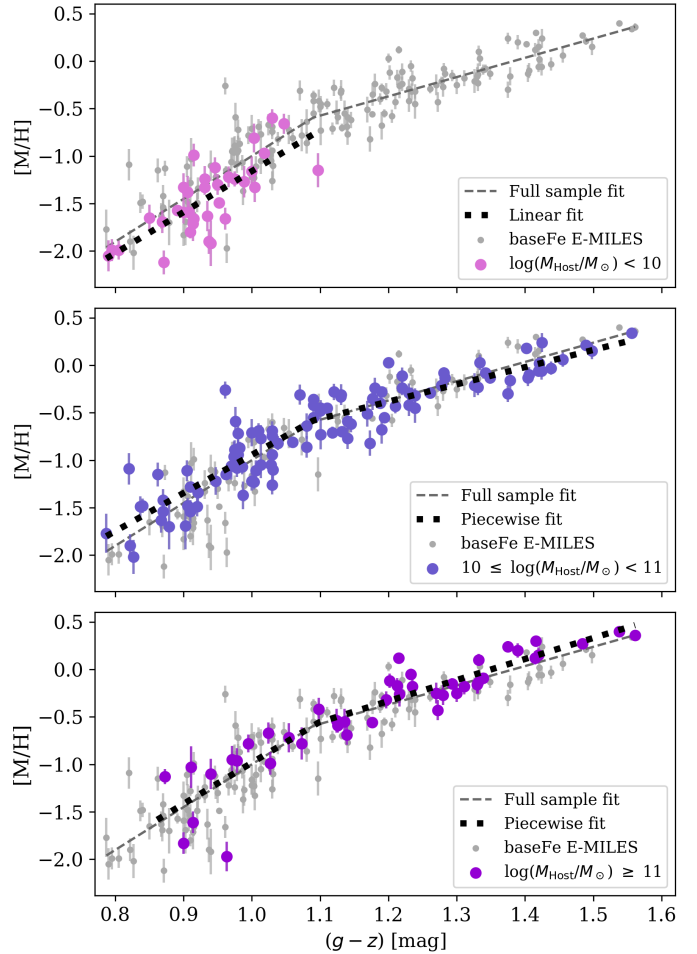 0.5
0.0
−0.5
−1.0
−1.5
−2.0
[M/H]
Full sample fit
Linear fit
baseFe E-MILES
log(M_Host/M_⊙) < 10
0.5
0.0
−0.5
−1.0
−1.5
−2.0
[M/H]
Full sample fit
Piecewise fit
baseFe E-MILES
10 ≤ log(M_Host/M_⊙) < 11
0.5
0.0
−0.5
−1.0
−1.5
−2.0
[M/H]
Full sample fit
Piecewise fit
baseFe E-MILES
log(M_Host/M_⊙) ≥ 11
0.8 0.9 1.0 1.1 1.2 1.3 1.4 1.5 1.6
(g − z) [mag]